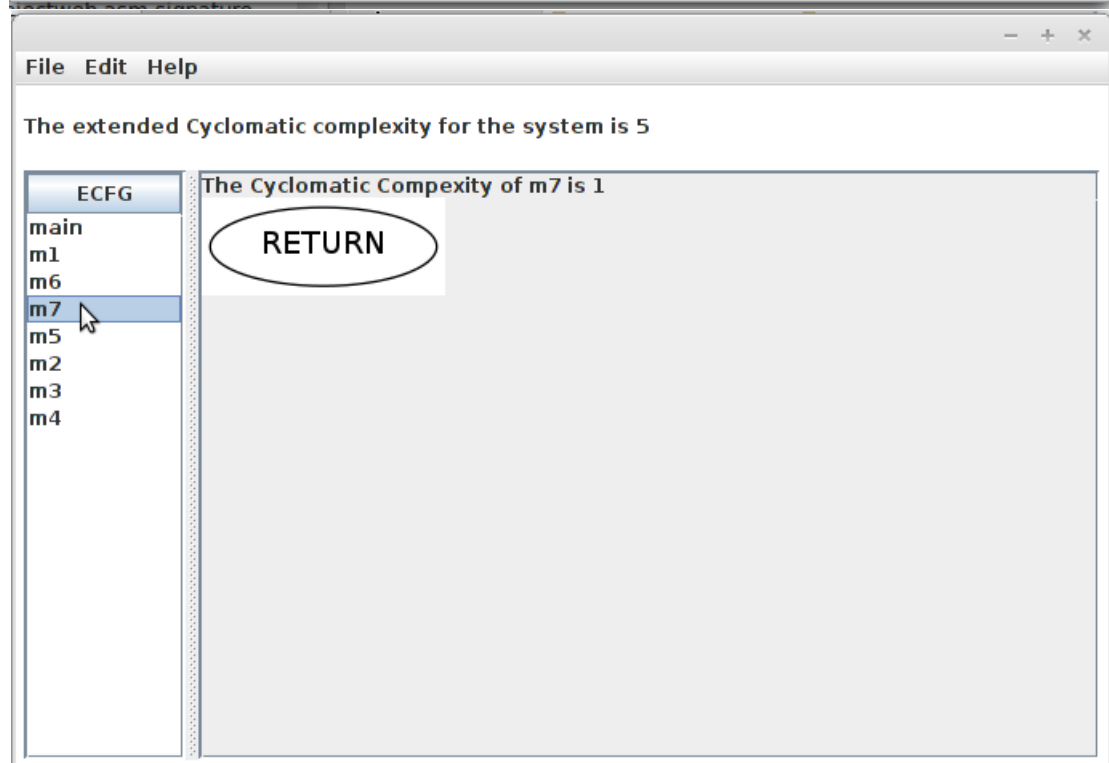 File Edit Help
The extended Cyclomatic complexity for the system is 5
ECFG
main
m1
m6
m7
m5
m2
m3
m4
The Cyclomatic Compexity of m7 is 1
RETURN